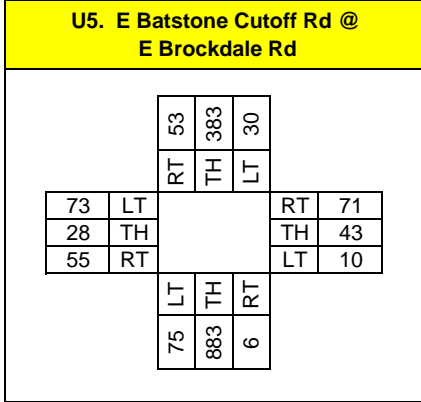 U5. E Batstone Cutoff Rd @
E Brockdale Rd
53 383 30
RT TH LT
73 LT RT 71
28 TH TH 43
55 RT LT 10
LT TH RT
75 883 6